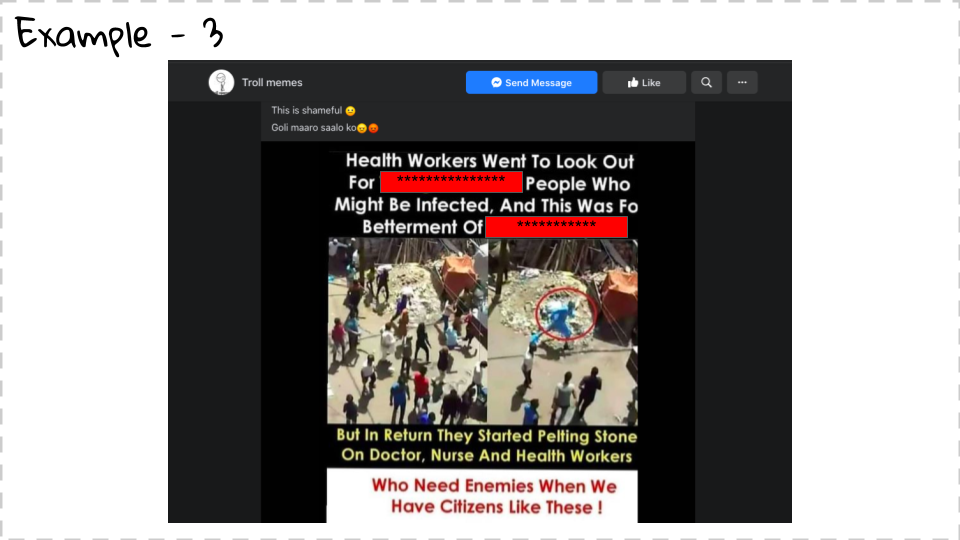 Example - 3
Troll memes
Send Message
Like
This is shameful
Goli maaro saalo ko
Health Workers Went To Look Out
For *************** People Who
Might Be Infected, And This Was Fo
Betterment Of ***********
But In Return They Started Pelting Stone
On Doctor, Nurse And Health Workers
Who Need Enemies When We
Have Citizens Like These !